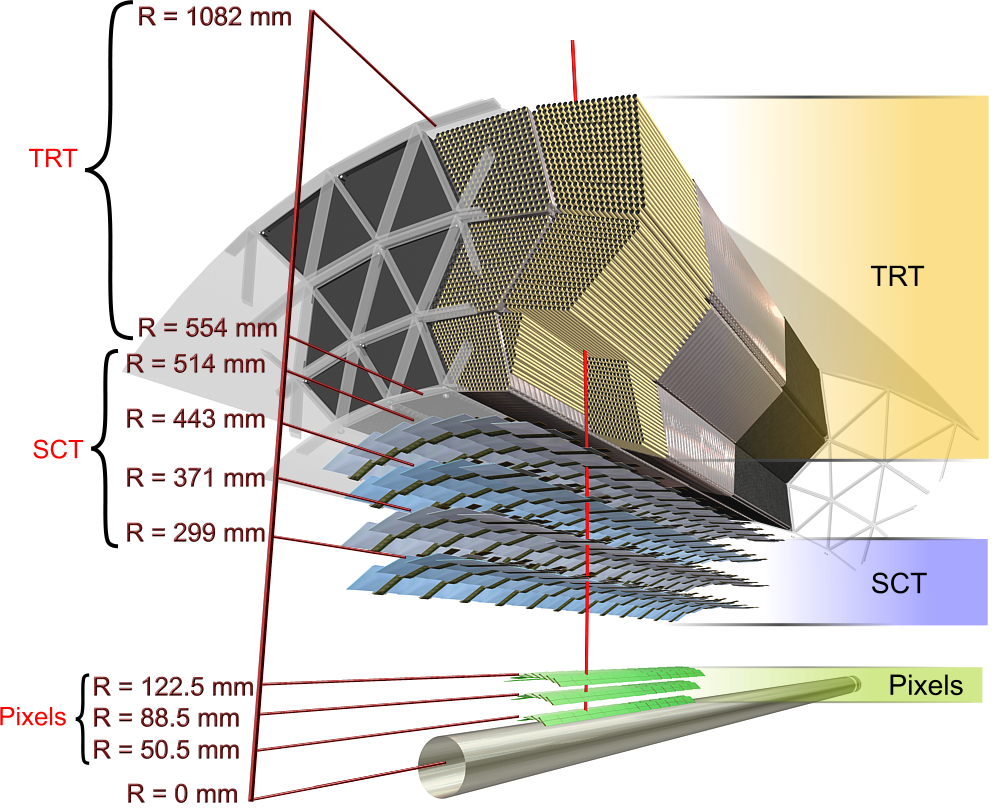 R = 1082 mm
TRT
TRT
R = 554 mm
R = 514 mm
R = 443 mm
SCT
R = 371 mm
R = 299 mm
SCT
R = 122.5 mm
Pixels
Pixels
R = 88.5 mm
R = 50.5 mm
R = 0 mm